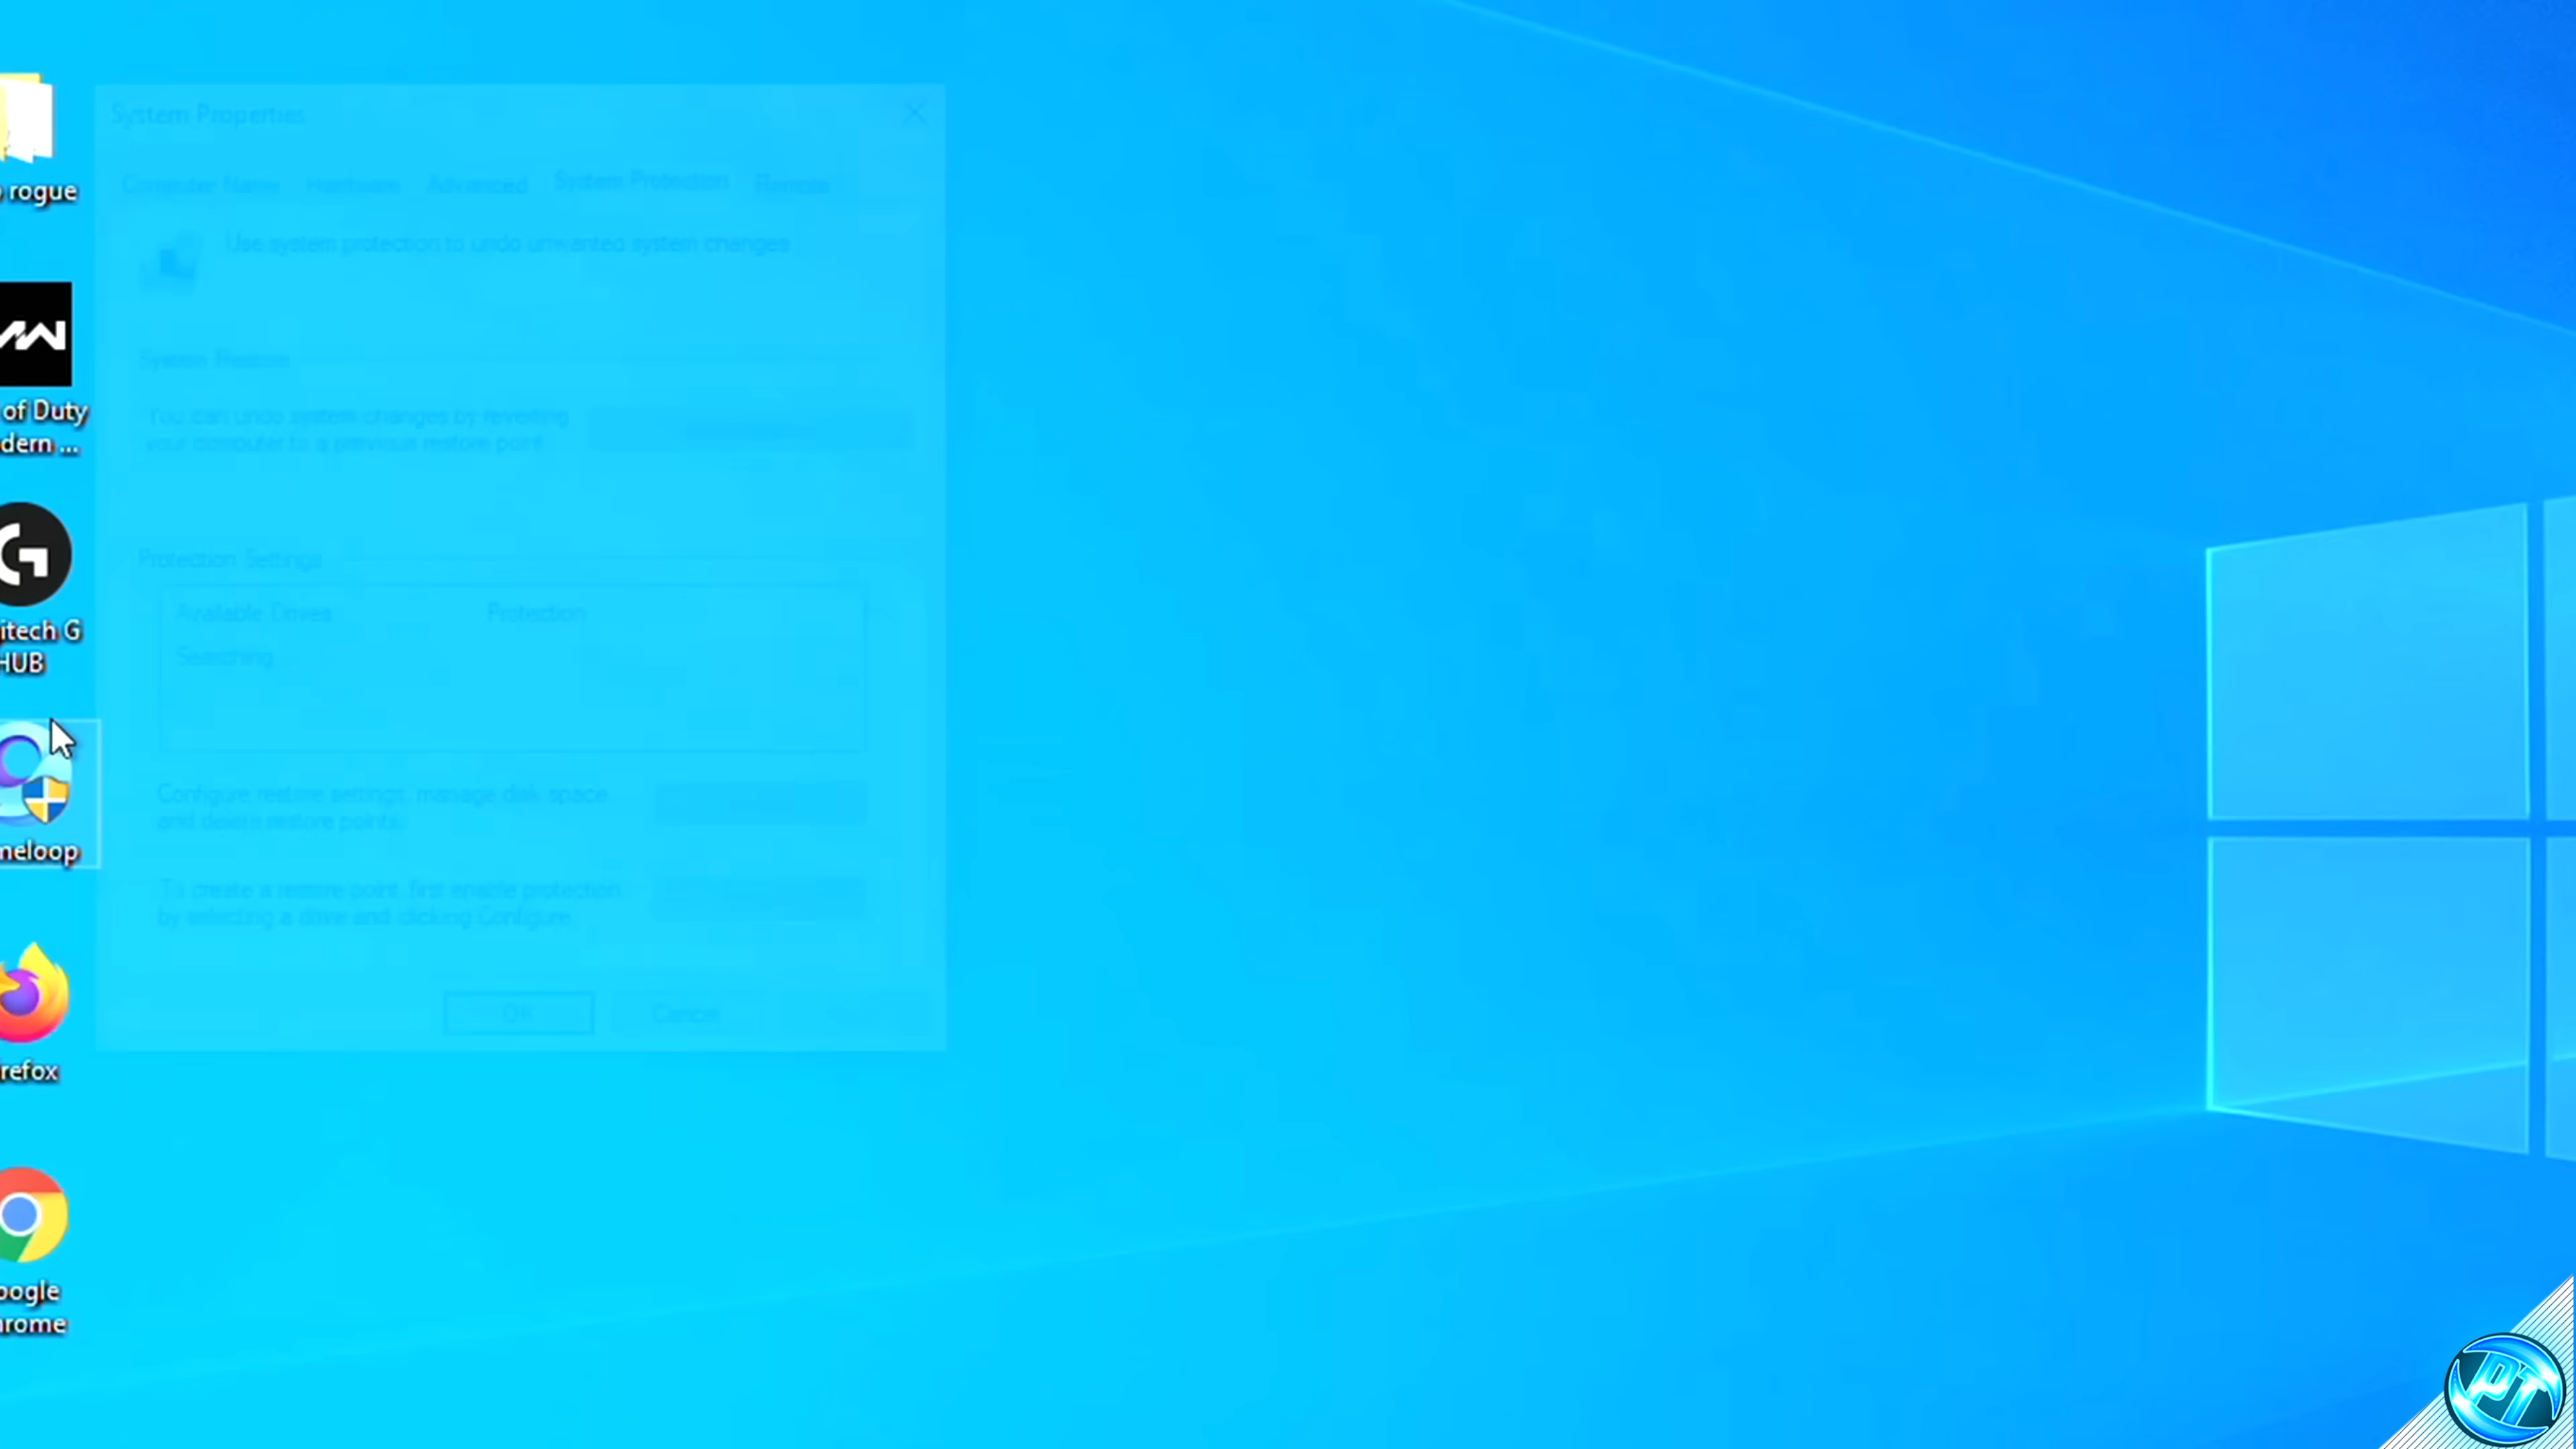 rogue
of Duty
dern ...
itech G
HUB
neloop
refox
oogle
rome
System Properties
Computer Name Hardware Advanced System Protection Remote
Use system protection to undo unwanted system changes
System Restore
You can undo system changes by reverting
your computer to a previous restore point
Protection Settings
Available Drives Protection
Searching
Configure restore settings, manage disk space
and delete restore points.
To create a restore point, first enable protection
by selecting a drive and clicking Configure
OK Cancel
PT